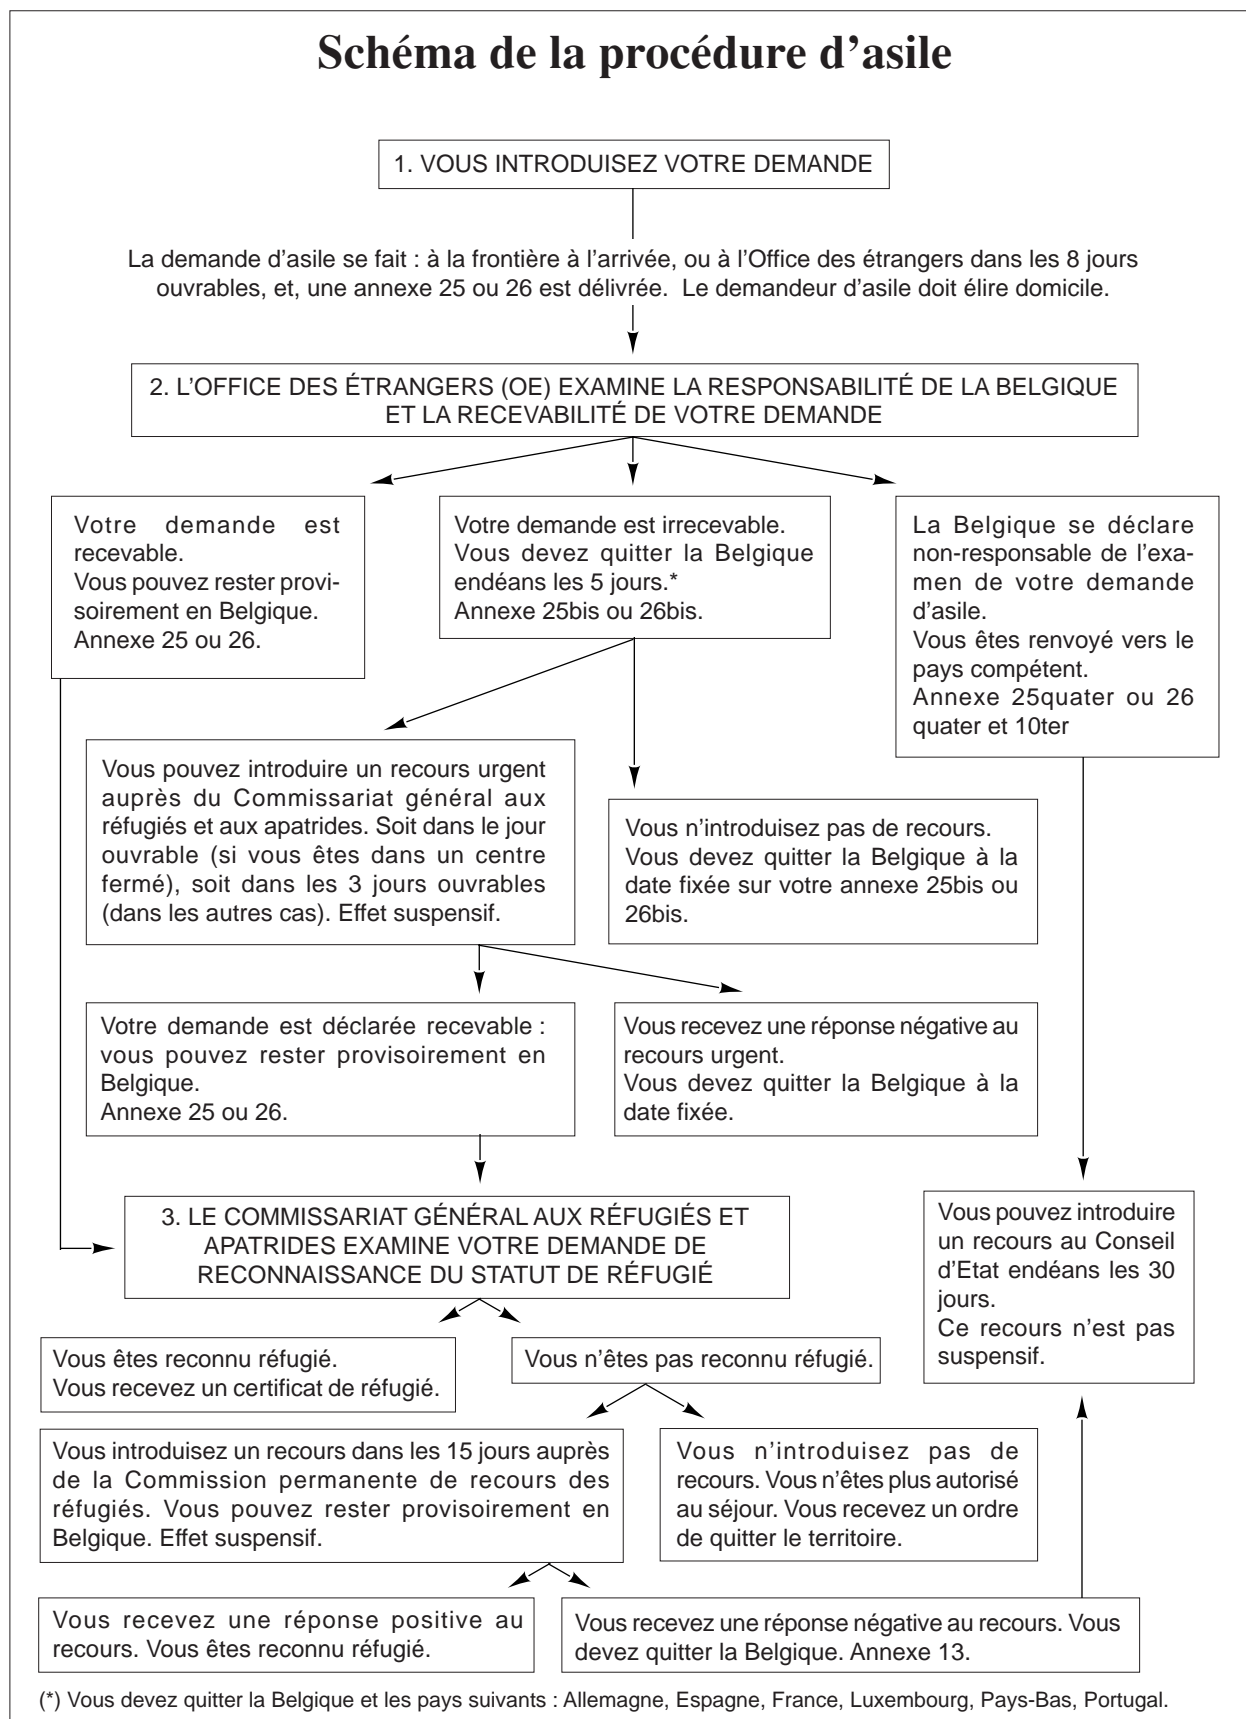 Schéma de la procédure d’asile
1. VOUS INTRODUISEZ VOTRE DEMANDE
La demande d’asile se fait : à la frontière à l’arrivée, ou à l’Office des étrangers dans les 8 jours
ouvrables, et, une annexe 25 ou 26 est délivrée. Le demandeur d’asile doit élire domicile.
2. L’OFFICE DES ÉTRANGERS (OE) EXAMINE LA RESPONSABILITÉ DE LA BELGIQUE
ET LA RECEVABILITÉ DE VOTRE DEMANDE
Votre demande est
recevable.
Vous pouvez rester provi-
soirement en Belgique.
Annexe 25 ou 26.
Votre demande est irrecevable.
Vous devez quitter la Belgique
endéans les 5 jours.*
Annexe 25bis ou 26bis.
La Belgique se déclare
non-responsable de l’exa-
men de votre demande
d’asile.
Vous êtes renvoyé vers le
pays compétent.
Annexe 25quater ou 26
quater et 10ter
Vous pouvez introduire un recours urgent
auprès du Commissariat général aux
réfugiés et aux apatrides. Soit dans le jour
ouvrable (si vous êtes dans un centre
fermé), soit dans les 3 jours ouvrables
(dans les autres cas). Effet suspensif.
Vous n’introduisez pas de recours.
Vous devez quitter la Belgique à la
date fixée sur votre annexe 25bis ou
26bis.
Votre demande est déclarée recevable :
vous pouvez rester provisoirement en
Belgique.
Annexe 25 ou 26.
Vous recevez une réponse négative au
recours urgent.
Vous devez quitter la Belgique à la
date fixée.
3. LE COMMISSARIAT GÉNÉRAL AUX RÉFUGIÉS ET
APATRIDES EXAMINE VOTRE DEMANDE DE
RECONNAISSANCE DU STATUT DE RÉFUGIÉ
Vous pouvez introduire
un recours au Conseil
d’Etat endéans les 30
jours.
Ce recours n’est pas
suspensif.
Vous êtes reconnu réfugié.
Vous recevez un certificat de réfugié.
Vous n’êtes pas reconnu réfugié.
Vous introduisez un recours dans les 15 jours auprès
de la Commission permanente de recours des
réfugiés. Vous pouvez rester provisoirement en
Belgique. Effet suspensif.
Vous n’introduisez pas de
recours. Vous n’êtes plus autorisé
au séjour. Vous recevez un ordre
de quitter le territoire.
Vous recevez une réponse positive au
recours. Vous êtes reconnu réfugié.
Vous recevez une réponse négative au recours. Vous
devez quitter la Belgique. Annexe 13.
(*) Vous devez quitter la Belgique et les pays suivants : Allemagne, Espagne, France, Luxembourg, Pays-Bas, Portugal.